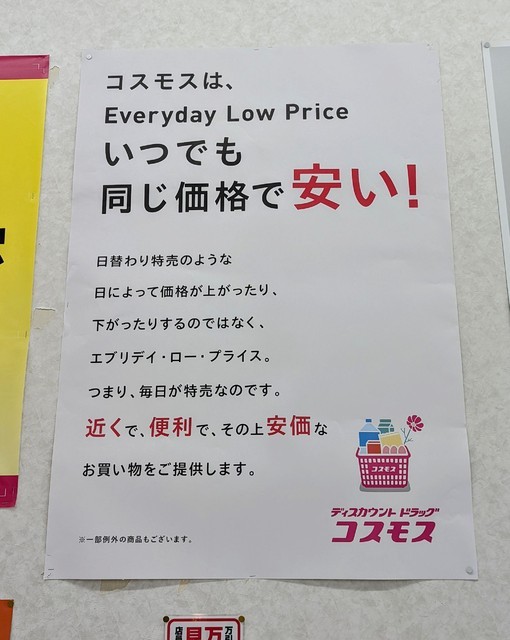 コスモスは、
Everyday Low Price
いつでも
同じ価格で安い!
日替わり特売のような
日によって価格が上がったり、
下がったりするのではなく、
エブリデイ・ロー・プライス。
つまり、毎日が特売なのです。
近くで、便利で、その上安価な
お買い物をご提供します。
コスモス
ディスカウント ドラッグ
コスモス
※一部例外の商品もございます。